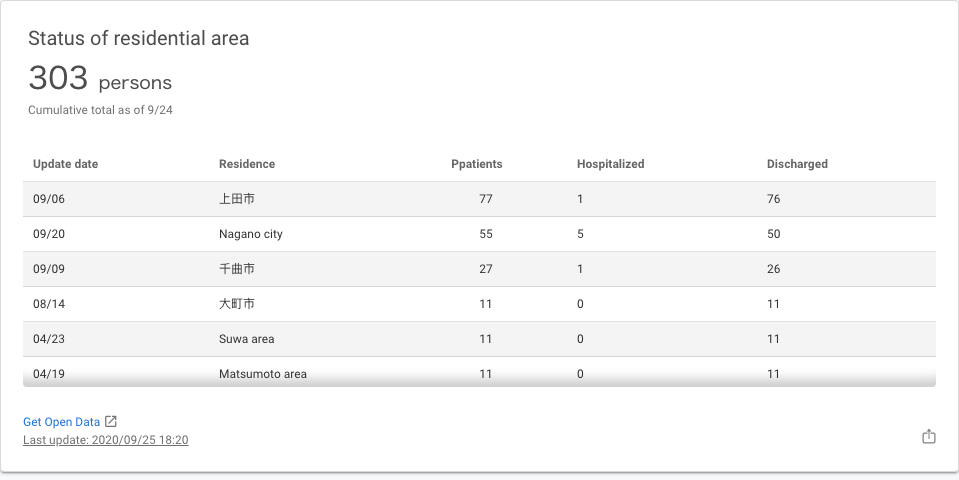 Status of residential area
303 persons
Cumulative total as of 9/24
Update date Residence Ppatients Hospitalized Discharged
09/06 上田市 77 1 76
09/20 Nagano city 55 5 50
09/09 千曲市 27 1 26
08/14 大町市 11 0 11
04/23 Suwa area 11 0 11
04/19 Matsumoto area 11 0 11
Get Open Data
Last update: 2020/09/25 18:20